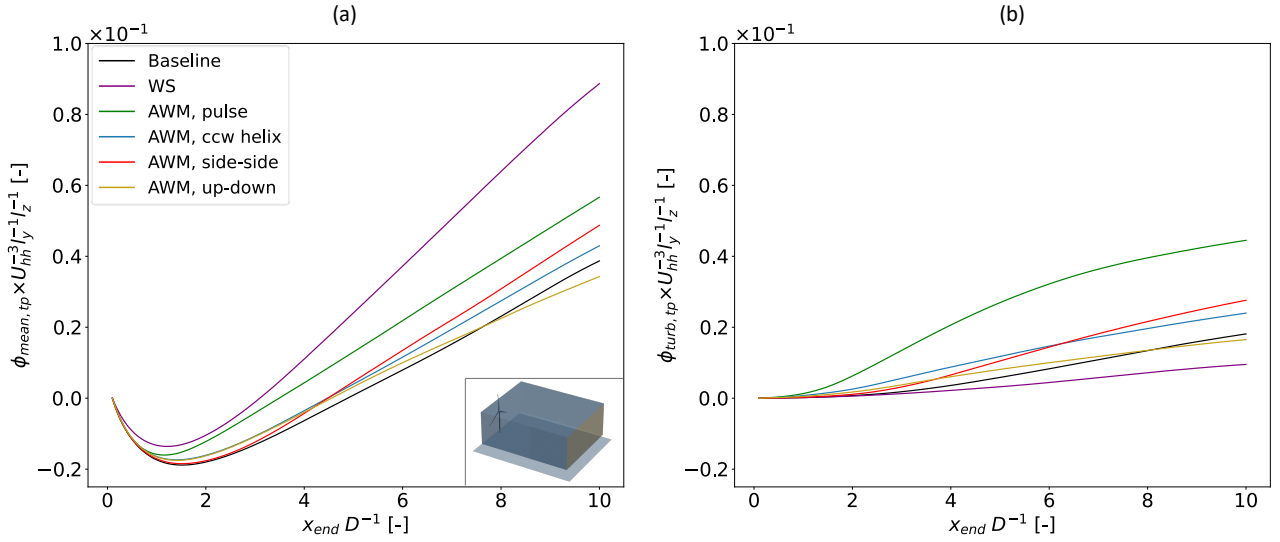 (a)
×10⁻¹
1.0
0.8
0.6
0.4
0.2
0.0
−0.2
ϕ_{mean, tp} × U_{hh}^{−3} l_y^{−1} l_z^{−1} [-]
Baseline
WS
AWM, pulse
AWM, ccw helix
AWM, side-side
AWM, up-down
0 2 4 6 8 10
x_{end} D^{−1} [-]
(b)
×10⁻¹
1.0
0.8
0.6
0.4
0.2
0.0
−0.2
ϕ_{turb, tp} × U_{hh}^{−3} l_y^{−1} l_z^{−1} [-]
0 2 4 6 8 10
x_{end} D^{−1} [-]